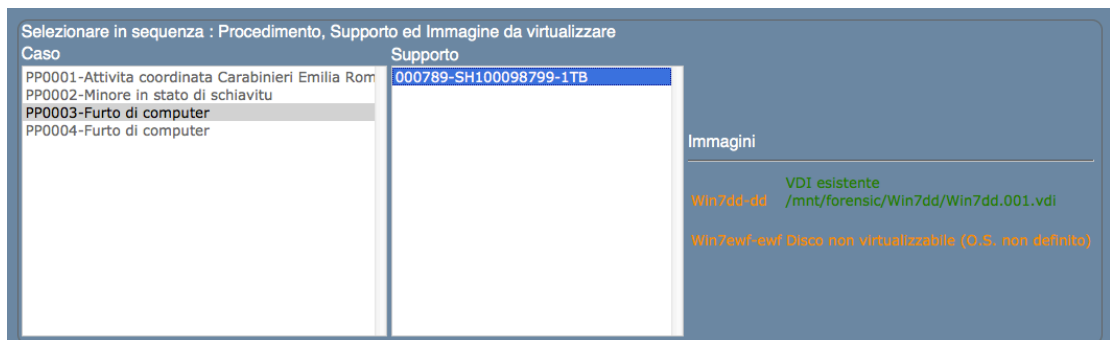 Selezionare in sequenza : Procedimento, Supporto ed Immagine da virtualizzare
Caso
PP0001-Attivita coordinata Carabinieri Emilia Rom
PP0002-Minore in stato di schiavitu
PP0003-Furto di computer
PP0004-Furto di computer
Supporto
000789-SH100098799-1TB
Immagini
VDI esistente
Win7dd-dd /mnt/forensic/Win7dd/Win7dd.001.vdi
Win7ewf-ewf Disco non virtualizzabile (O.S. non definito)